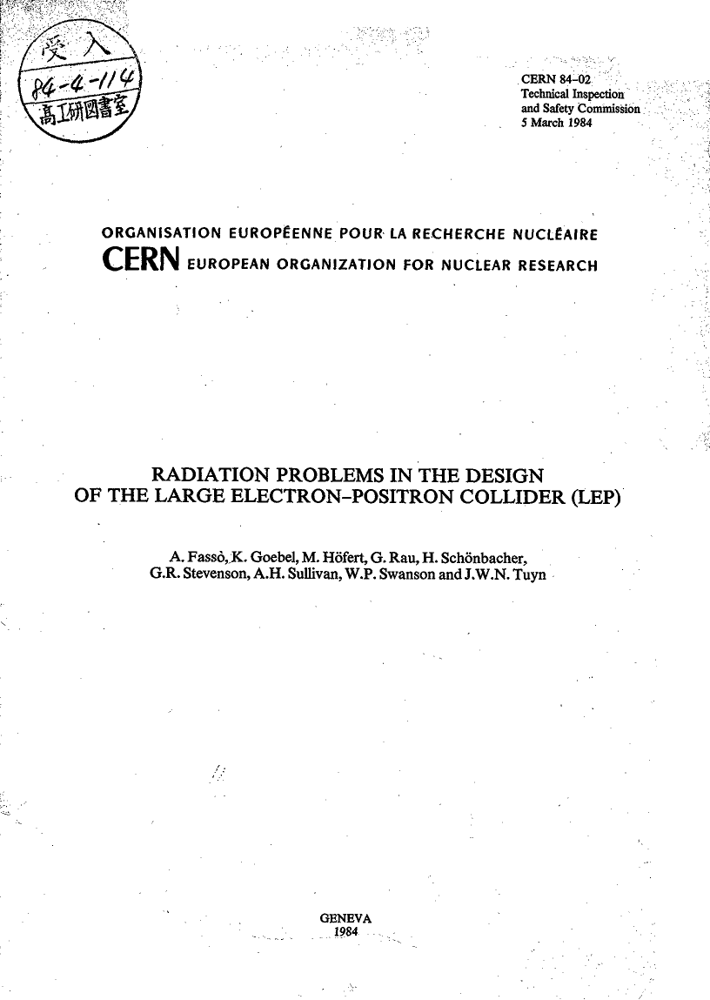 受入
84-4-114
高工研図書室
CERN 84–02
Technical Inspection
and Safety Commission
5 March 1984
ORGANISATION EUROPÉENNE POUR LA RECHERCHE NUCLÉAIRE
CERN EUROPEAN ORGANIZATION FOR NUCLEAR RESEARCH
RADIATION PROBLEMS IN THE DESIGN
OF THE LARGE ELECTRON–POSITRON COLLIDER (LEP)
A. Fassò, K. Goebel, M. Höfert, G. Rau, H. Schönbacher,
G.R. Stevenson, A.H. Sullivan, W.P. Swanson and J.W.N. Tuyn
GENEVA
1984